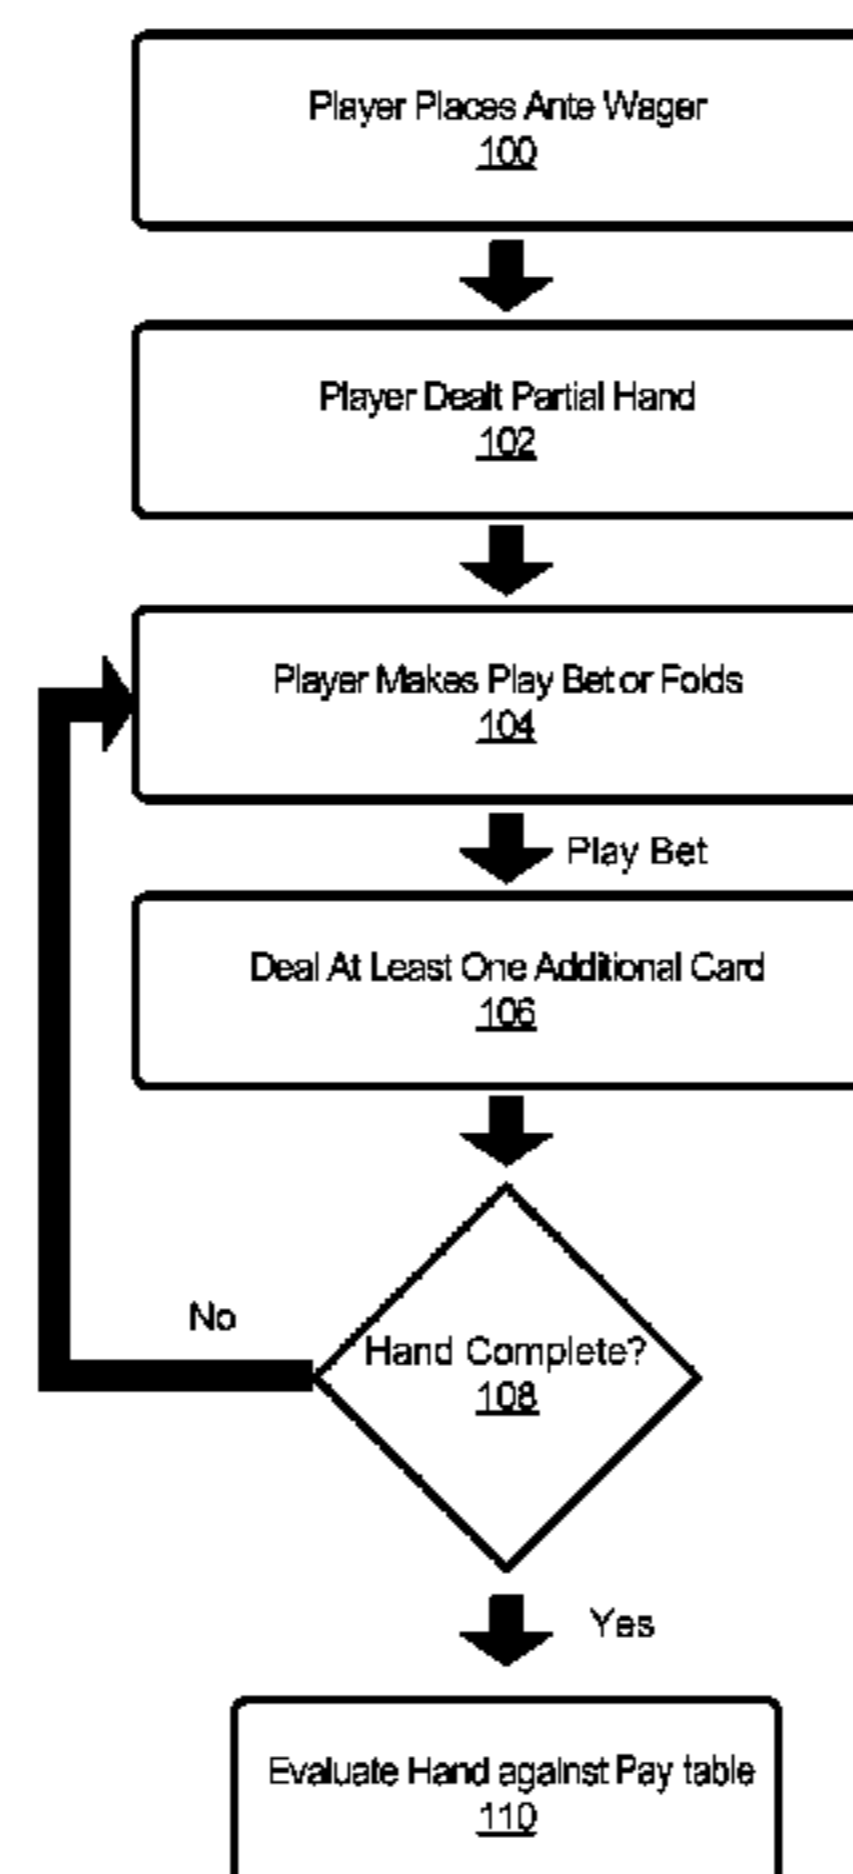 Player Places Ante Wager
100
Player Dealt Partial Hand
102
Player Makes Play Bet or Folds
104
Play Bet
Deal At Least One Additional Card
106
No
Hand Complete?
108
Yes
Evaluate Hand against Pay table
110